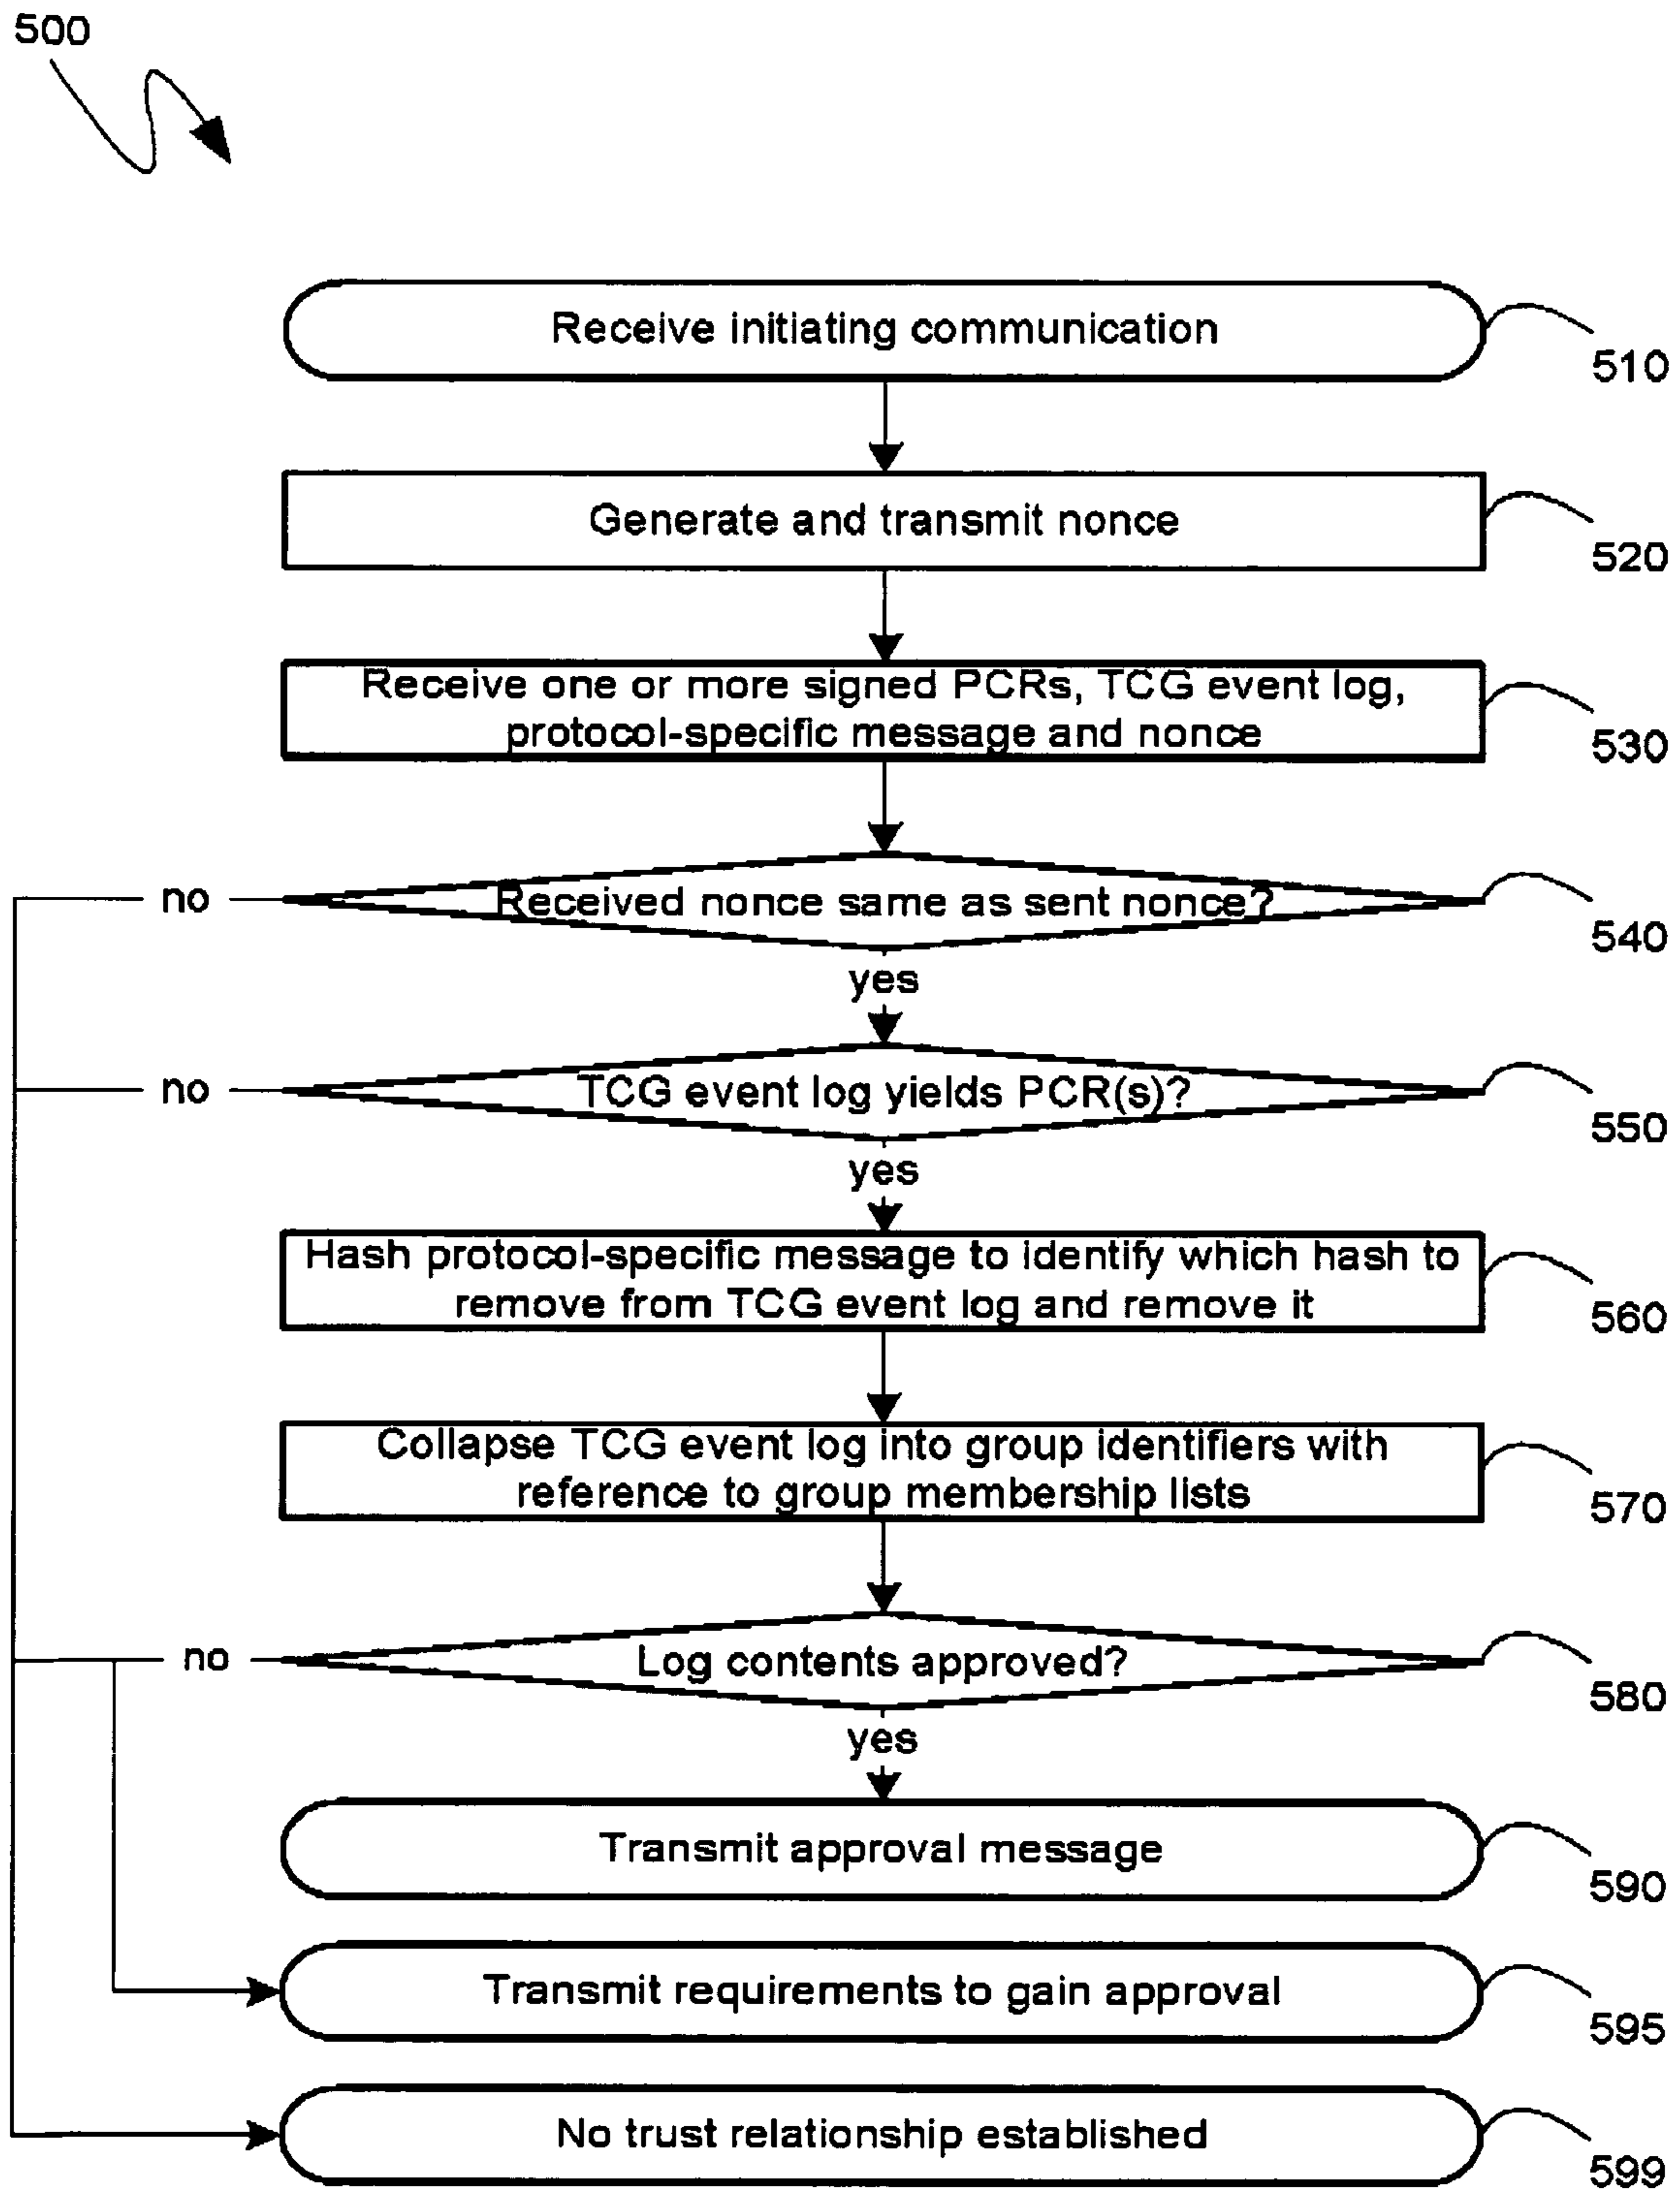 500
Receive initiating communication
510
Generate and transmit nonce
520
Receive one or more signed PCRs, TCG event log,
protocol-specific message and nonce
530
no
Received nonce same as sent nonce?
540
yes
no
TCG event log yields PCR(s)?
550
yes
Hash protocol-specific message to identify which hash to
remove from TCG event log and remove it
560
Collapse TCG event log into group identifiers with
reference to group membership lists
570
no
Log contents approved?
580
yes
Transmit approval message
590
Transmit requirements to gain approval
595
No trust relationship established
599